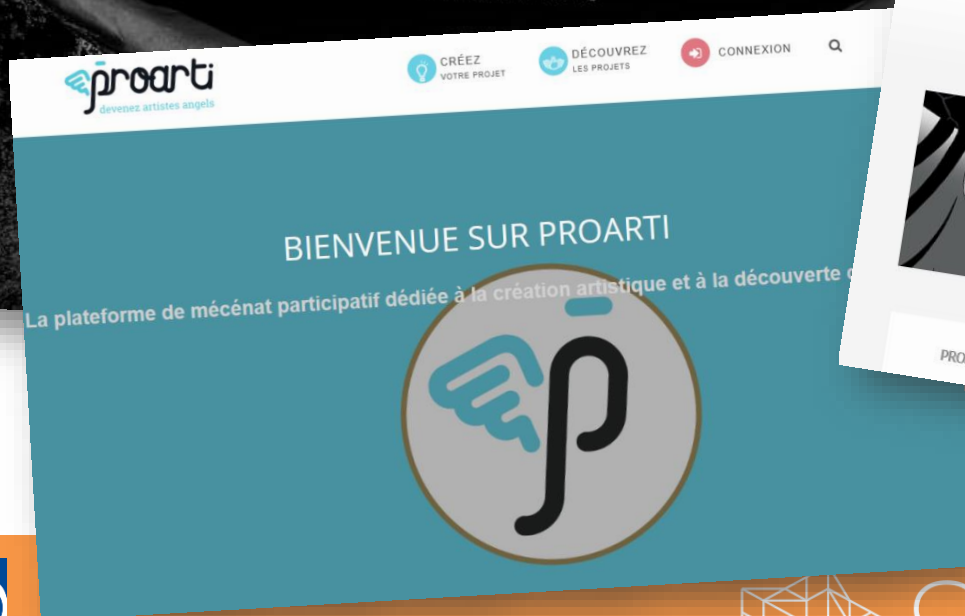 proarti
devenez artistes angels
CRÉEZ
VOTRE PROJET
DÉCOUVREZ
LES PROJETS
CONNEXION
BIENVENUE SUR PROARTI
La plateforme de mécénat participatif dédiée à la création artistique et à la découverte